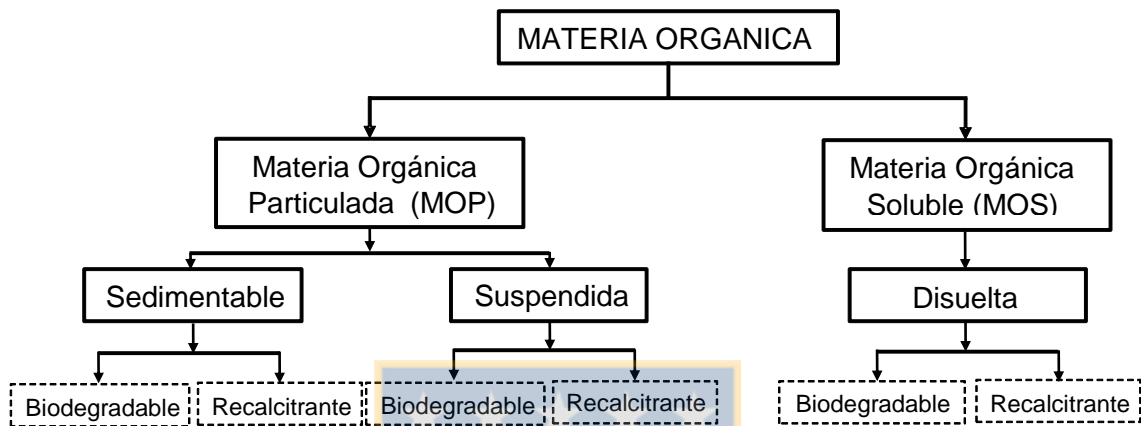 MATERIA ORGANICA
Materia Orgánica
Particulada (MOP)
Materia Orgánica
Soluble (MOS)
Sedimentable
Suspendida
Disuelta
Biodegradable
Recalcitrante
Biodegradable
Recalcitrante
Biodegradable
Recalcitrante